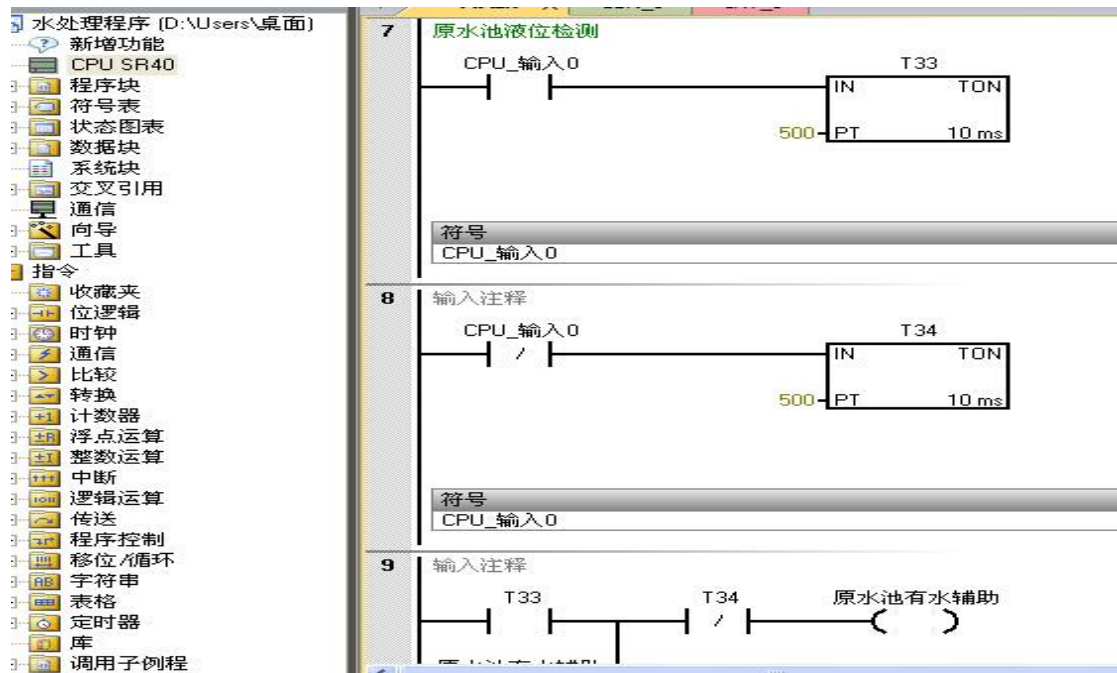 水处理程序 (D:\Users\桌面)
新增功能
CPU SR40
程序块
符号表
状态图表
数据块
系统块
交叉引用
通信
向导
工具
指令
收藏夹
位逻辑
时钟
通信
比较
转换
计数器
浮点运算
整数运算
中断
逻辑运算
传送
程序控制
移位/循环
字符串
表格
定时器
库
调用子例程
7 原水池液位检测
CPU_输入0 T33
IN TON
500 PT 10 ms
符号
CPU_输入0
8 输入注释
CPU_输入0 T34
IN TON
500 PT 10 ms
符号
CPU_输入0
9 输入注释
T33 T34 原水池有水辅助